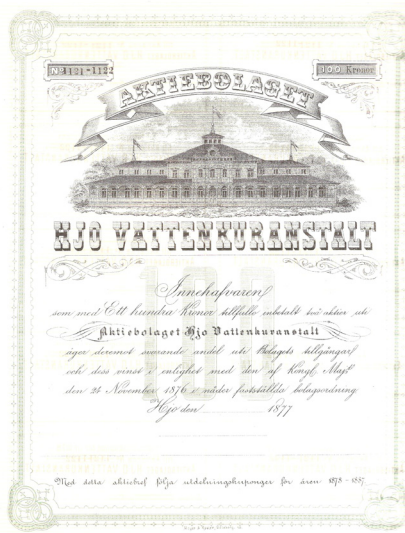 No 1121-1122
100 Kronor
AKTIEBOLAGET
HJO VATTENKURANSTALT
Innehafvaren
som med Ett hundra Kronor tillfullo inbetalt två aktier uti
Aktiebolaget Hjo Vattenkuranstalt
äger deremot svarande andel uti Bolagets tillgångar
och dess vinst i enlighet med den af Kongl. Maj:t
den 24 November 1876 i nåder fastställda bolagsordning
Hjo den 1877
Med detta aktiebref följa utdelningskuponger för åren 1878-1887